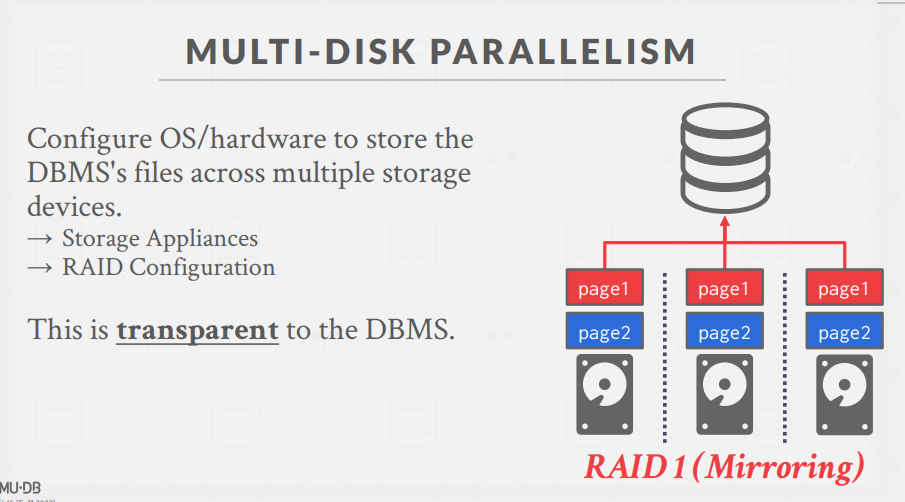 MULTI-DISK PARALLELISM
Configure OS/hardware to store the
DBMS's files across multiple storage
devices.
→ Storage Appliances
→ RAID Configuration
This is transparent to the DBMS.
page1 page1 page1
page2 page2 page2
RAID 1 (Mirroring)
MU·DB